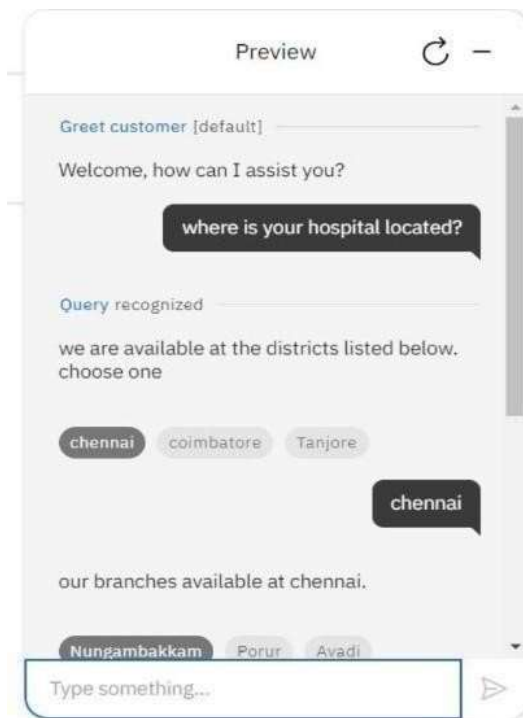 Preview
Greet customer [default]
Welcome, how can I assist you?
where is your hospital located?
Query recognized
we are available at the districts listed below.
choose one
chennai coimbatore Tanjore
chennai
our branches available at chennai.
Nungambakkam Porur Avadi
Type something...